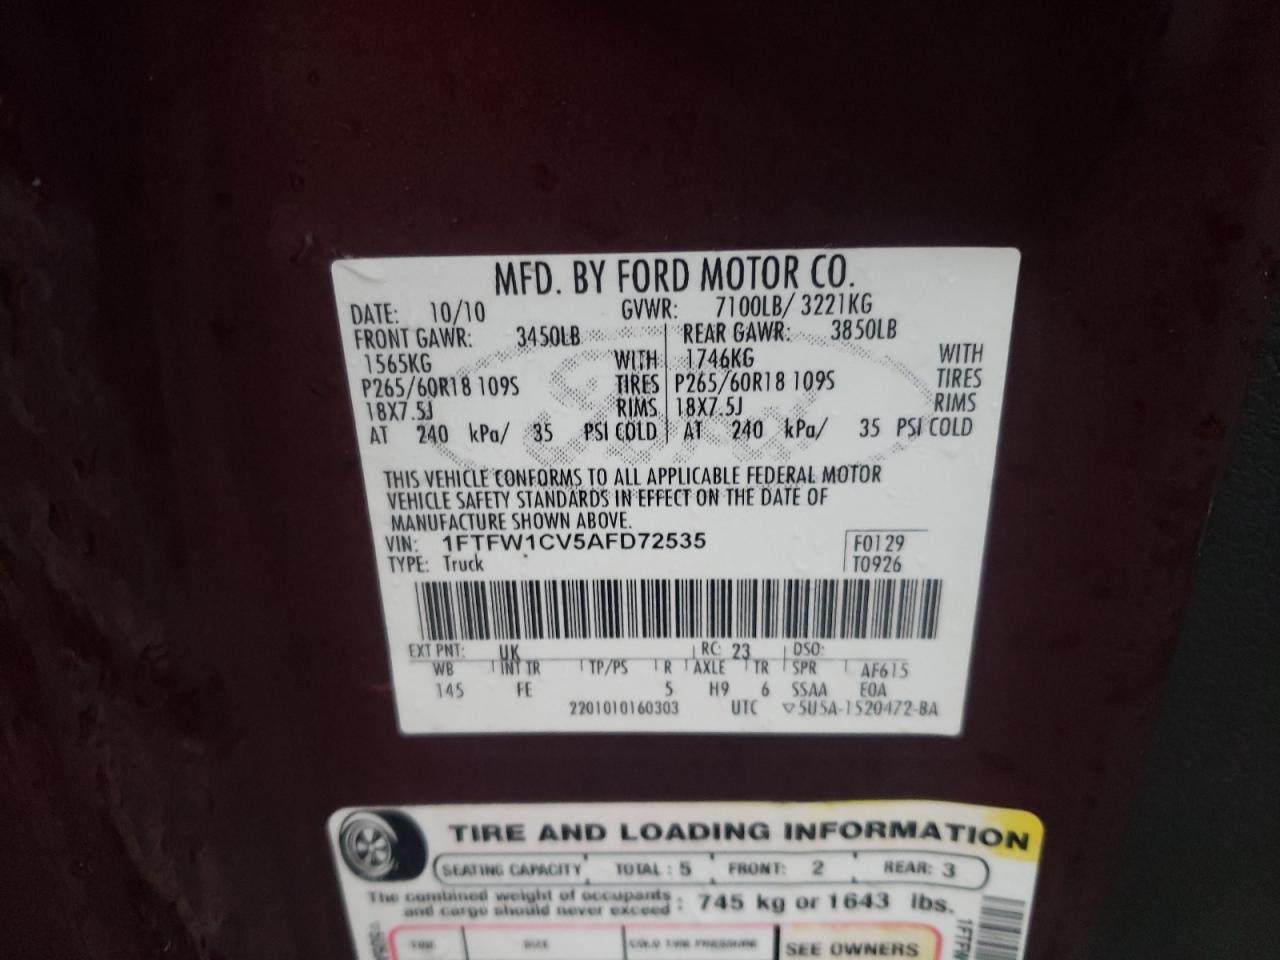 MFD. BY FORD MOTOR CO.
DATE: 10/10 GVWR: 7100LB/ 3221KG
FRONT GAWR: 3450LB REAR GAWR: 3850LB
1565KG WITH 1746KG WITH
P265/60R18 109S TIRES P265/60R18 109S TIRES
18X7.5J RIMS 18X7.5J RIMS
AT 240 kPa/ 35 PSI COLD AT 240 kPa/ 35 PSI COLD
THIS VEHICLE CONFORMS TO ALL APPLICABLE FEDERAL MOTOR
VEHICLE SAFETY STANDARDS IN EFFECT ON THE DATE OF
MANUFACTURE SHOWN ABOVE.
VIN: 1FTFW1CV5AFD72535 F0129
TYPE: Truck T0926
EXT PNT: UK RC: 23 DSO:
WB INT TR TP/PS R AXLE TR SPR AF615
145 FE 5 H9 6 SSAA EOA
2201010160303 UTC ▽5U5A-1520472-BA
TIRE AND LOADING INFORMATION
SEATING CAPACITY TOTAL : 5 FRONT: 2 REAR: 3
The combined weight of occupants
and cargo should never exceed : 745 kg or 1643 lbs.
TIRE SIZE COLD TIRE PRESSURE SEE OWNERS